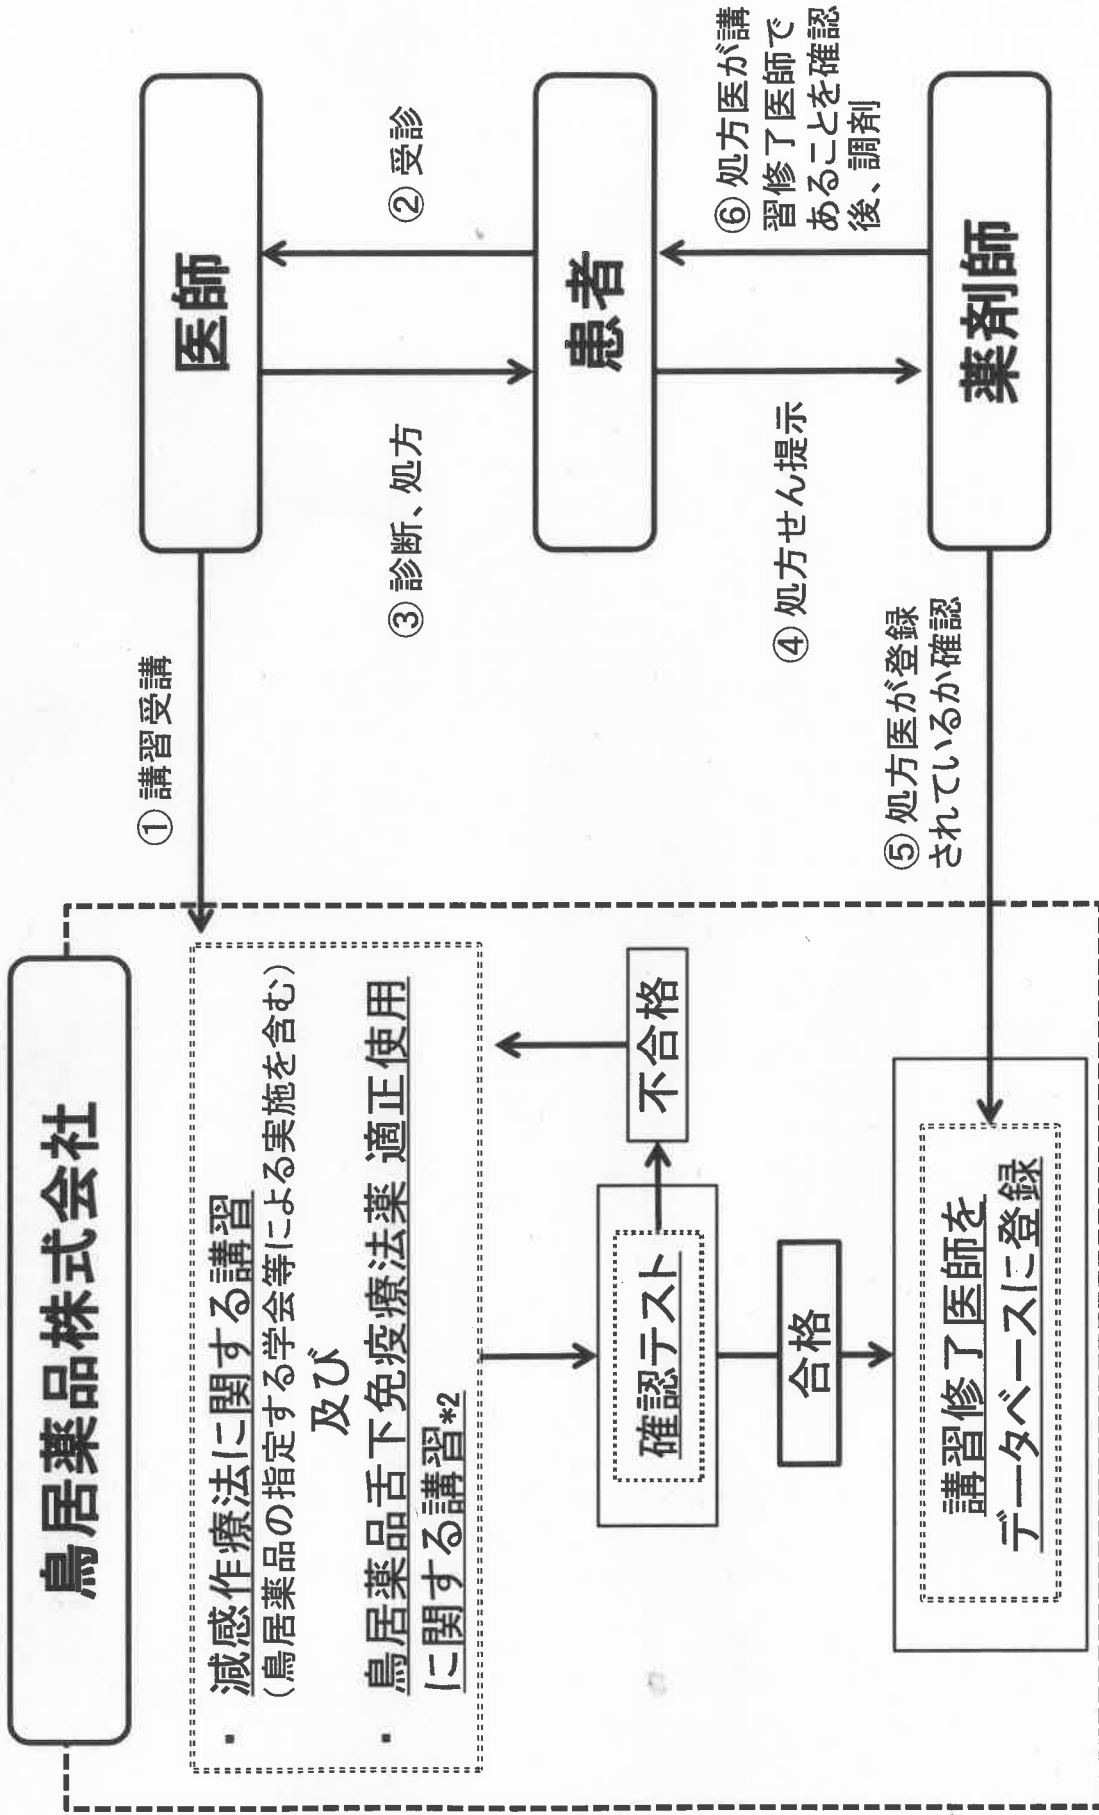 鳥居薬品株式会社
・減感作療法に関する講習
(鳥居薬品の指定する学会等による実施を含む)
及び
・鳥居薬品舌下免疫療法薬 適正使用
に関する講習*2
確認テスト
不合格
合格
講習修了医師を
データベースに登録
① 講習受講
医師
② 受診
③ 診断、処方
患者
④ 処方せん提示
⑤ 処方医が登録
されているか確認
⑥ 処方医が講
習修了医師で
あることを確認
後、調剤
薬剤師